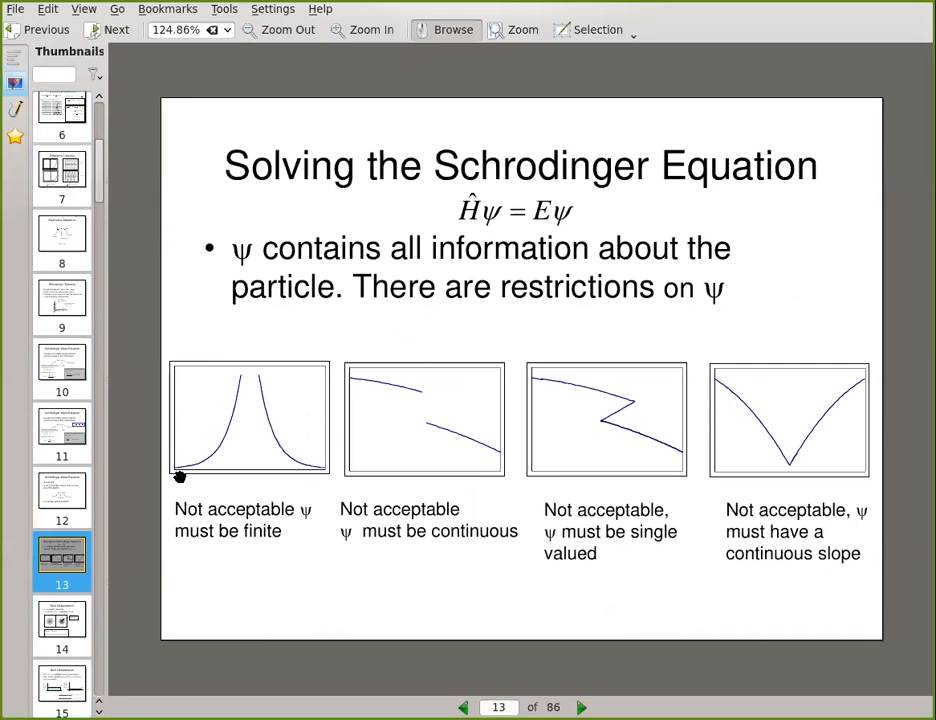 File Edit View Go Bookmarks Tools Settings Help
Previous Next 124.86% Zoom Out Zoom In Browse Zoom Selection
Thumbnails
6
7
8
9
10
11
12
13
14
15
Solving the Schrodinger Equation
Ĥψ = Eψ
• ψ contains all information about the
particle. There are restrictions on ψ
Not acceptable ψ
must be finite
Not acceptable
ψ must be continuous
Not acceptable,
ψ must be single
valued
Not acceptable, ψ
must have a
continuous slope
13 of 86